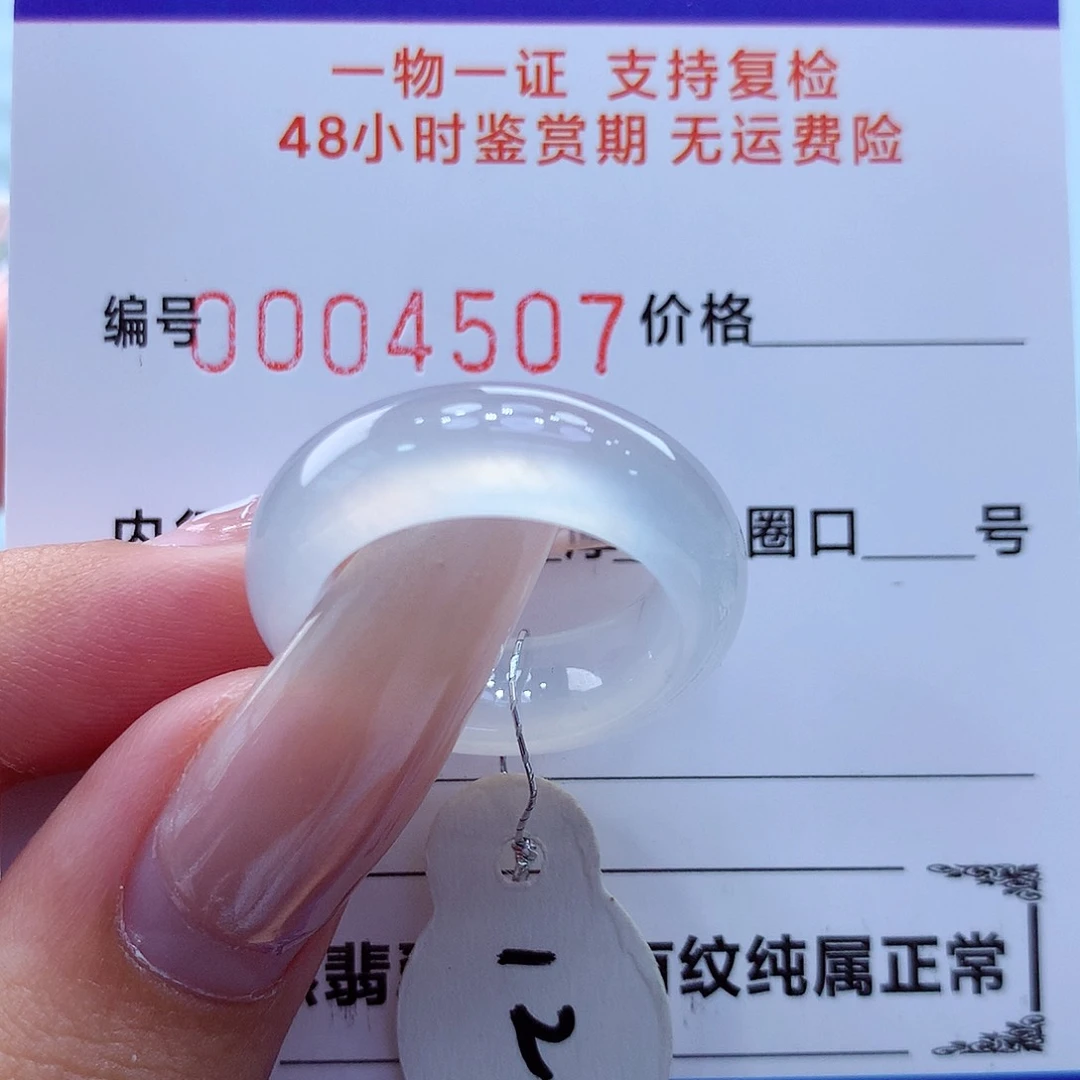 一物一证 支持复检
48小时鉴赏期 无运费险
编号0004507价格
内 圈口 号
翡 纹纯属正常